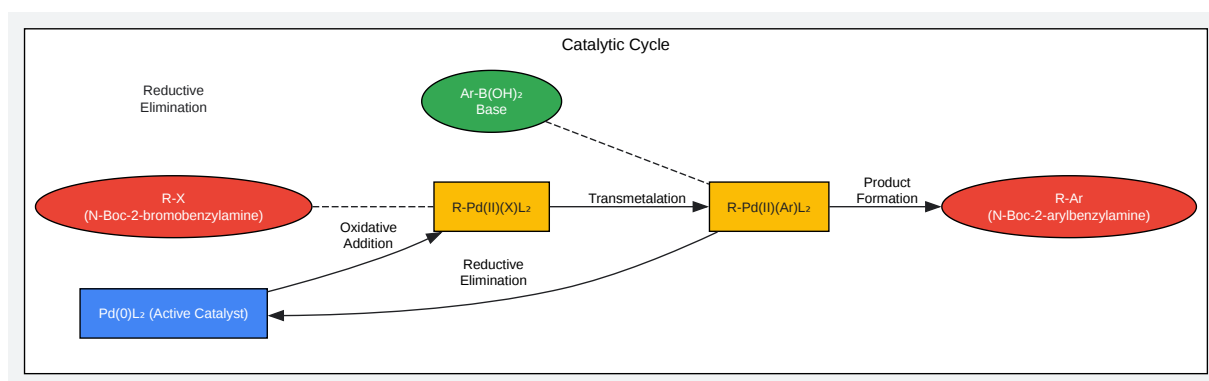 Catalytic Cycle
Reductive
Elimination
Ar-B(OH)₂
Base
R-X
(N-Boc-2-bromobenzylamine)
R-Pd(II)(X)L₂
Transmetalation
R-Pd(II)(Ar)L₂
Product
Formation
R-Ar
(N-Boc-2-arylbenzylamine)
Oxidative
Addition
Reductive
Elimination
Pd(0)L₂ (Active Catalyst)